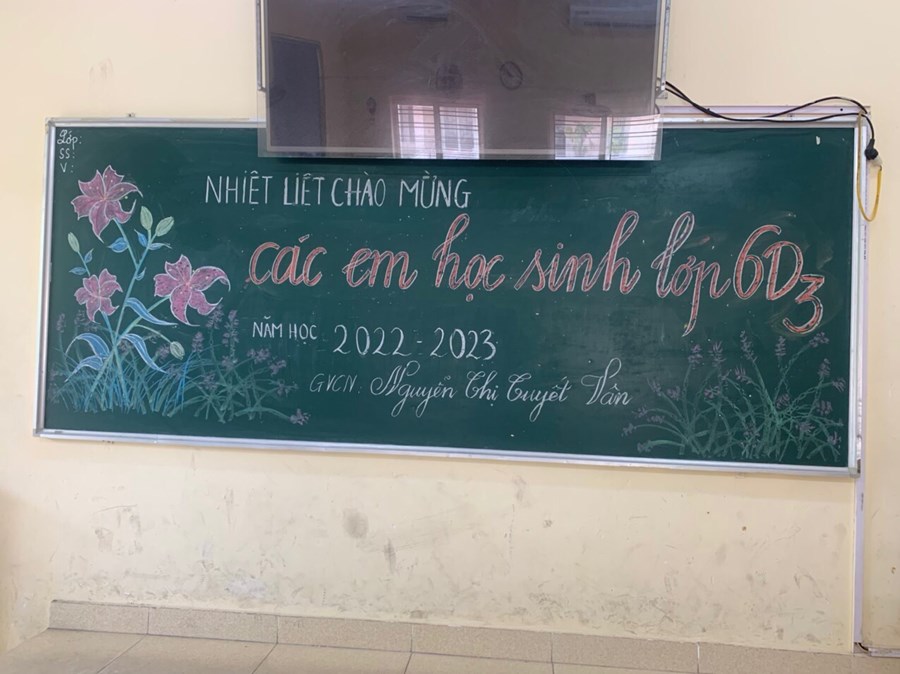 Lớp:
SS:
V:
NHIỆT LIỆT CHÀO MỪNG
các em học sinh lớp 6D3
NĂM HỌC 2022-2023
GVCN: Nguyễn Thị Tuyết Vân